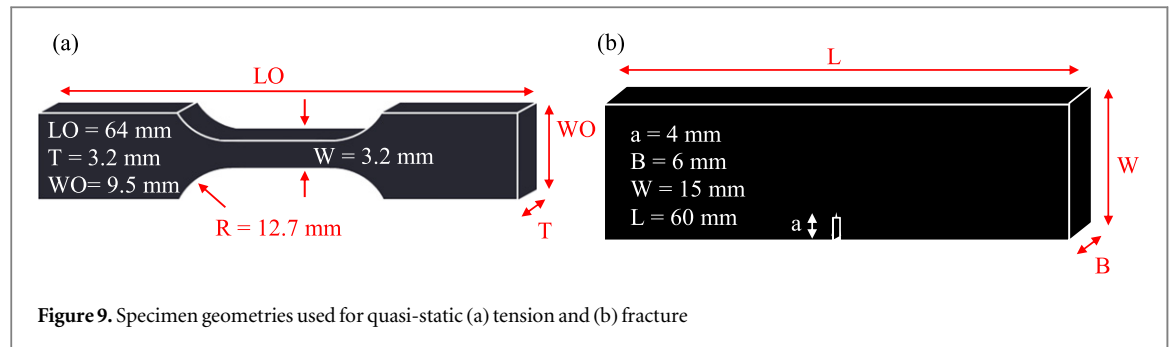 (a)
LO
LO = 64 mm
T = 3.2 mm
WO= 9.5 mm
W = 3.2 mm
WO
R = 12.7 mm
T
(b)
L
a = 4 mm
B = 6 mm
W = 15 mm
L = 60 mm
a
W
B
Figure 9. Specimen geometries used for quasi-static (a) tension and (b) fracture